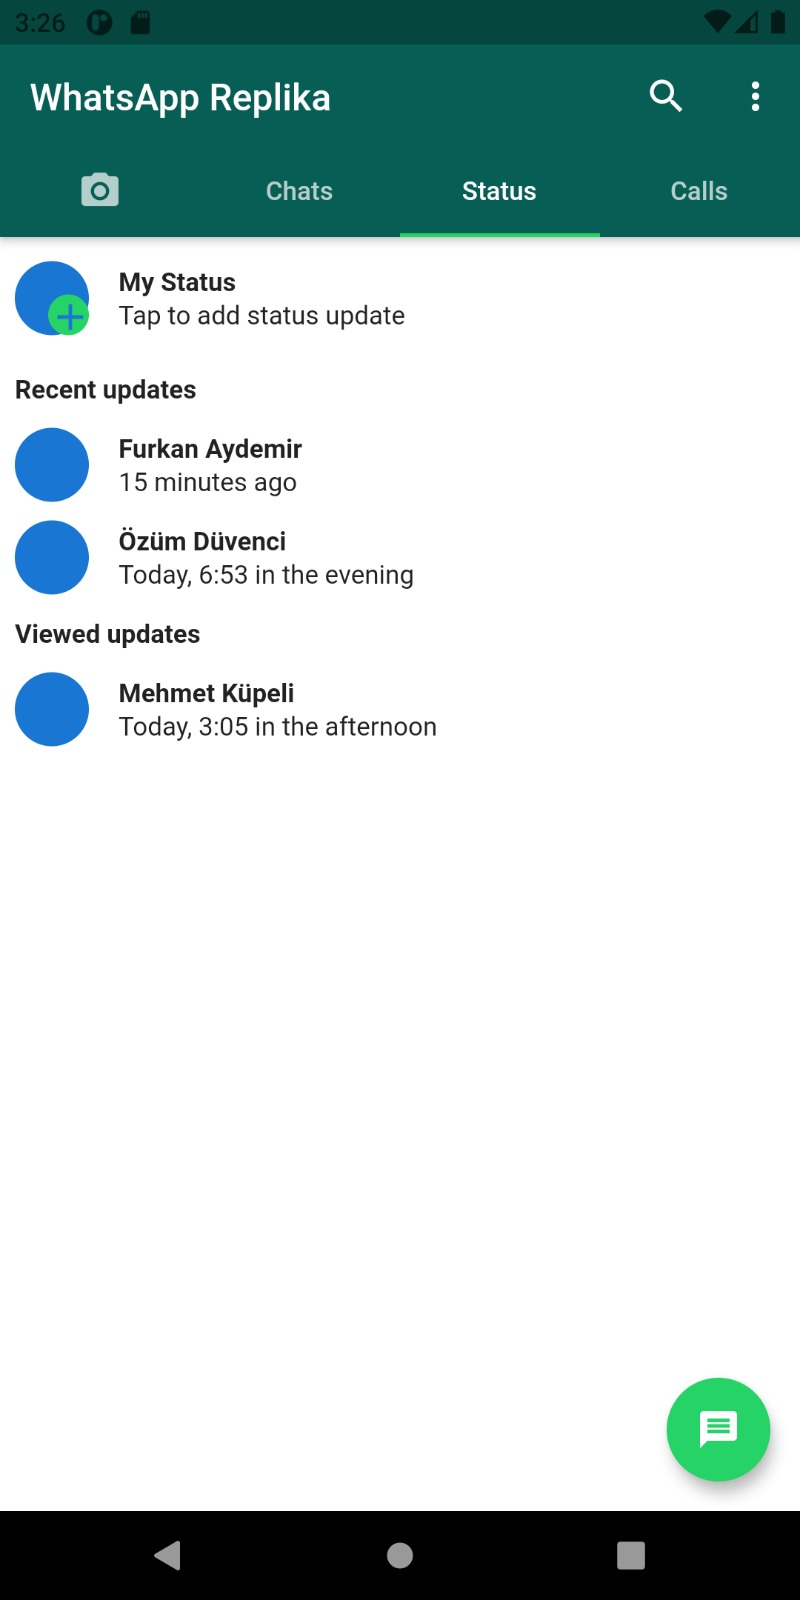 3:26
WhatsApp Replika
Chats
Status
Calls
My Status
Tap to add status update
Recent updates
Furkan Aydemir
15 minutes ago
Özüm Düvenci
Today, 6:53 in the evening
Viewed updates
Mehmet Küpeli
Today, 3:05 in the afternoon